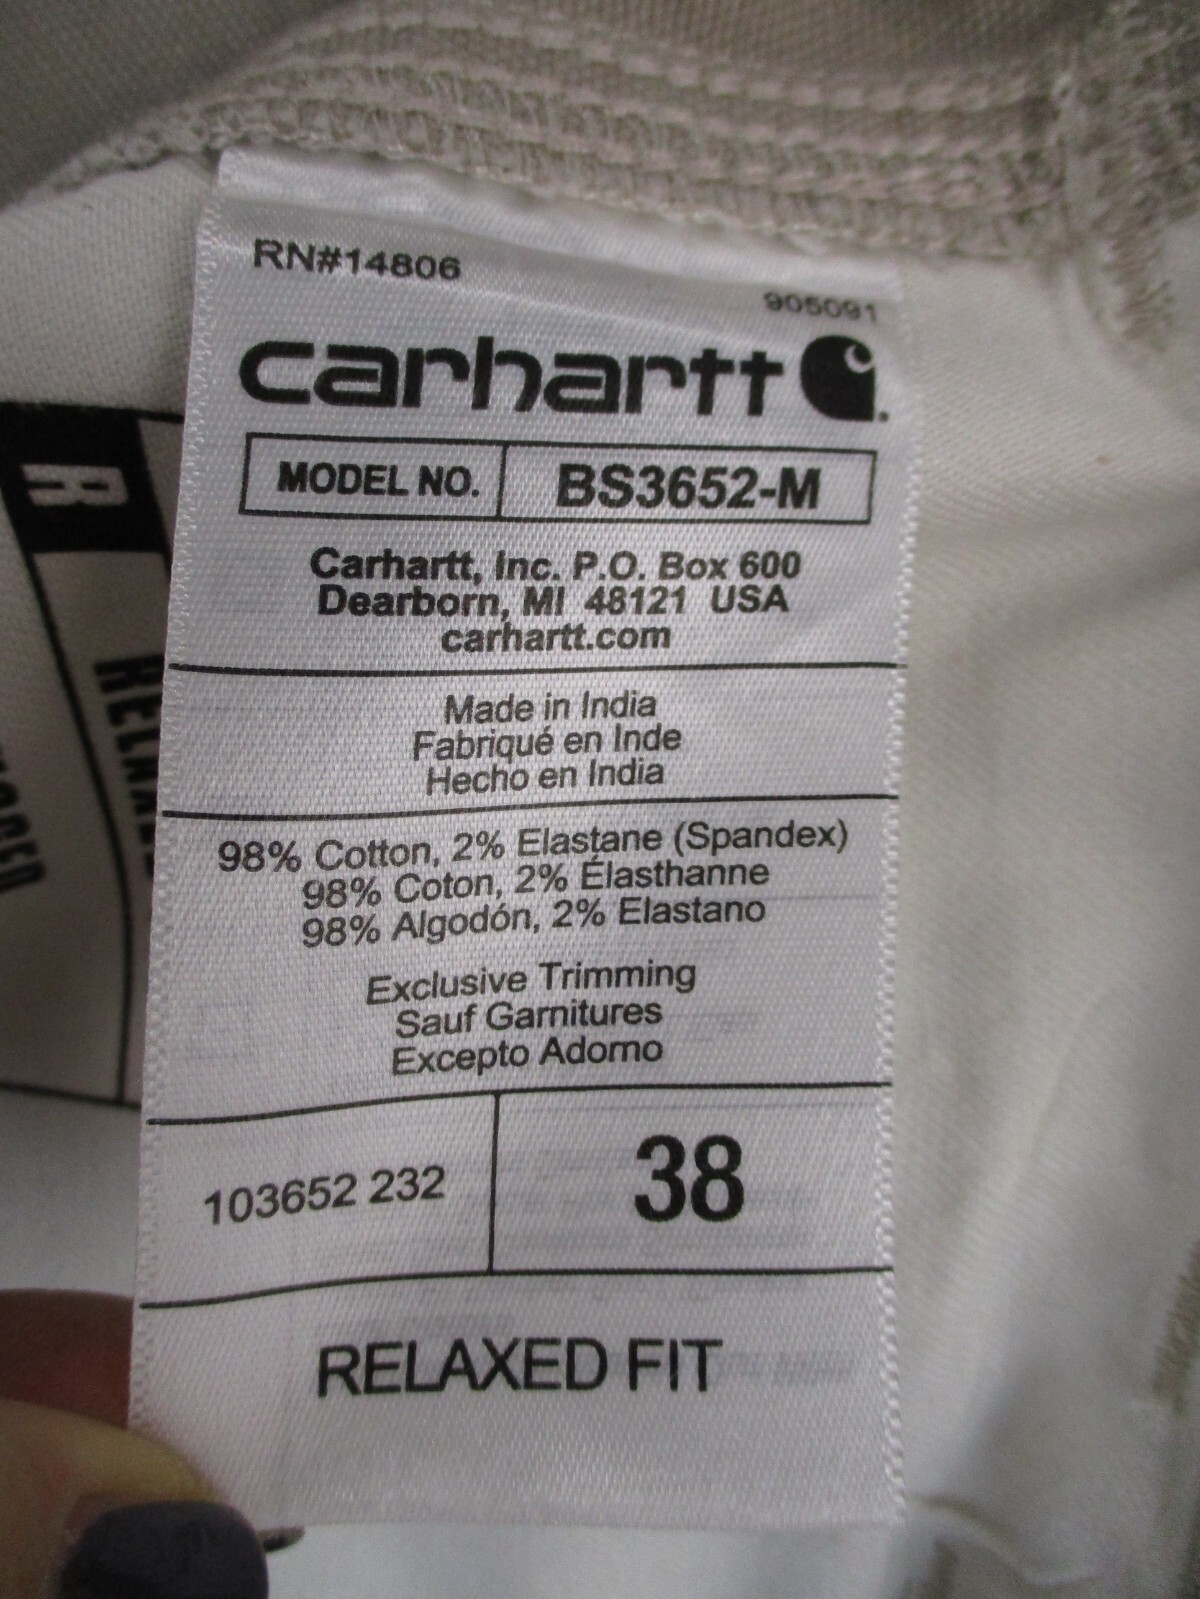 RN#14806
905091
carhartt
MODEL NO. BS3652-M
Carhartt, Inc. P.O. Box 600
Dearborn, MI 48121 USA
carhartt.com
Made in India
Fabriqué en Inde
Hecho en India
98% Cotton, 2% Elastane (Spandex)
98% Coton, 2% Élasthanne
98% Algodón, 2% Elastano
Exclusive Trimming
Sauf Garnitures
Excepto Adorno
103652 232
38
RELAXED FIT
R